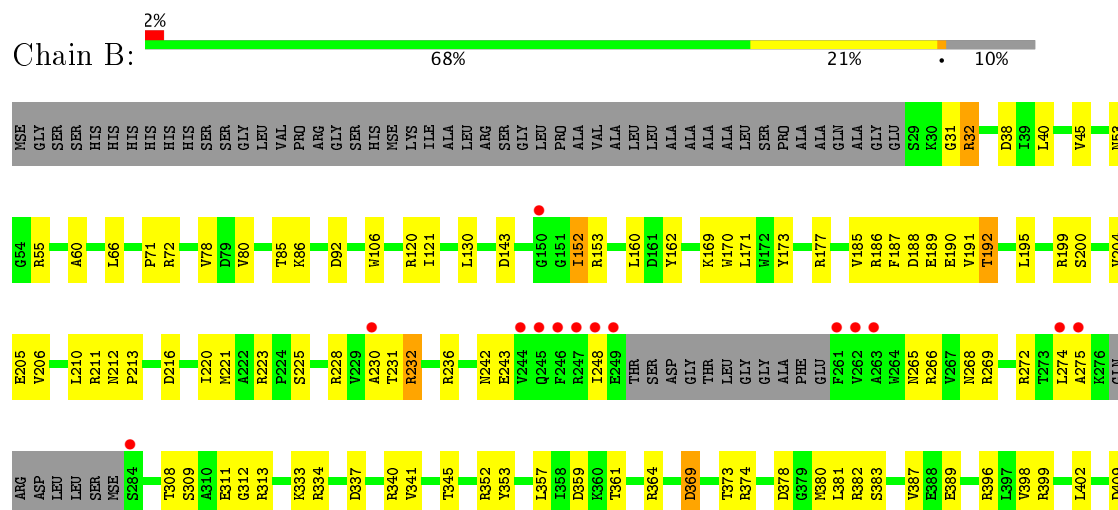 2%
Chain B:
68% 21% • 10%
MSE GLY SER SER HIS HIS HIS HIS HIS HIS SER SER GLY LEU VAL PRO ARG GLY SER HIS MSE LYS ILE ALA LEU ARG SER GLY LEU PRO ALA VAL ALA LEU LEU ALA ALA ALA ALA LEU SER PRO ALA ALA GLN ALA GLY GLU S29 K30 G31 R32 D38 I39 L40 V45 N53
G54 R55 A60 L66 P71 R72 V78 D79 V80 T85 K86 D92 W106 R120 I121 L130 D143 G150 G151 I152 R153 L160 D161 Y162 K169 W170 L171 W172 Y173 R177 V185 R186 F187 D188 E189 E190 V191 T192 L195 R199 S200 V204
E205 V206 L210 R211 N212 P213 D216 I220 M221 A222 R223 P224 S225 R228 V229 A230 T231 R232 R236 N242 E243 V244 Q245 F246 R247 I248 E249 THR SER ASP GLY THR LEU GLY GLY ALA PHE GLU F261 V262 A263 W264 N265 R266 V267 N268 R269 R272 T273 L274 A275 K276 GLN
ARG ASP LEU LEU SER MSE S284 T308 S309 A310 E311 G312 R313 K333 R334 D337 R340 V341 T345 R352 Y353 L357 I358 D359 K360 T361 R364 D369 T373 R374 D378 G379 M380 L381 R382 S383 V387 E388 E389 R396 L397 V398 R399 L402